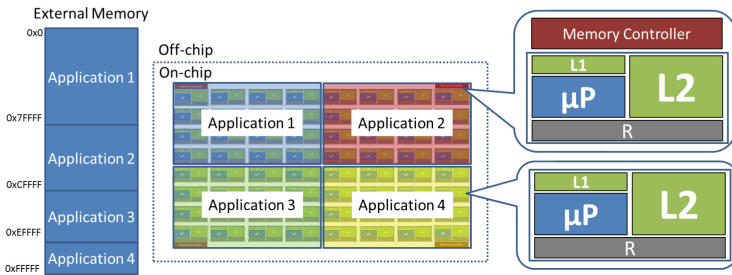 External Memory
0x0
Application 1
0x7FFFF
Application 2
0xCFFFF
Application 3
0xEFFFF
Application 4
0xFFFFF
Off-chip
On-chip
Application 1
Application 2
Application 3
Application 4
Memory Controller
L1
L2
µP
R
L1
L2
µP
R